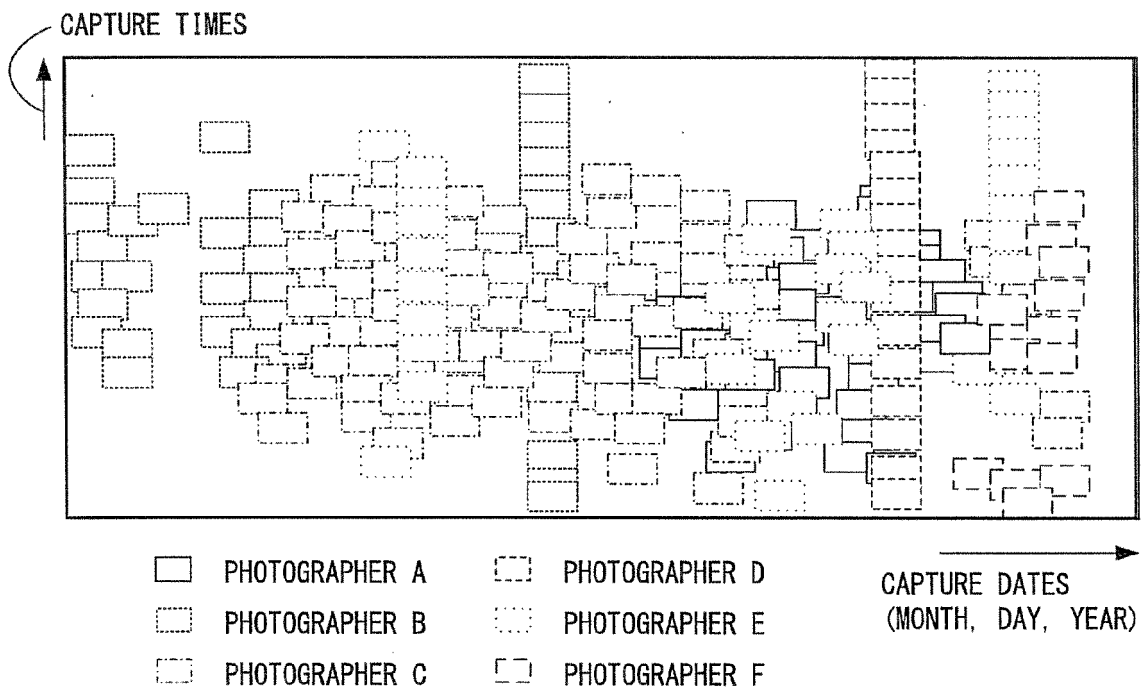 CAPTURE TIMES
PHOTOGRAPHER A
PHOTOGRAPHER B
PHOTOGRAPHER C
PHOTOGRAPHER D
PHOTOGRAPHER E
PHOTOGRAPHER F
CAPTURE DATES
(MONTH, DAY, YEAR)